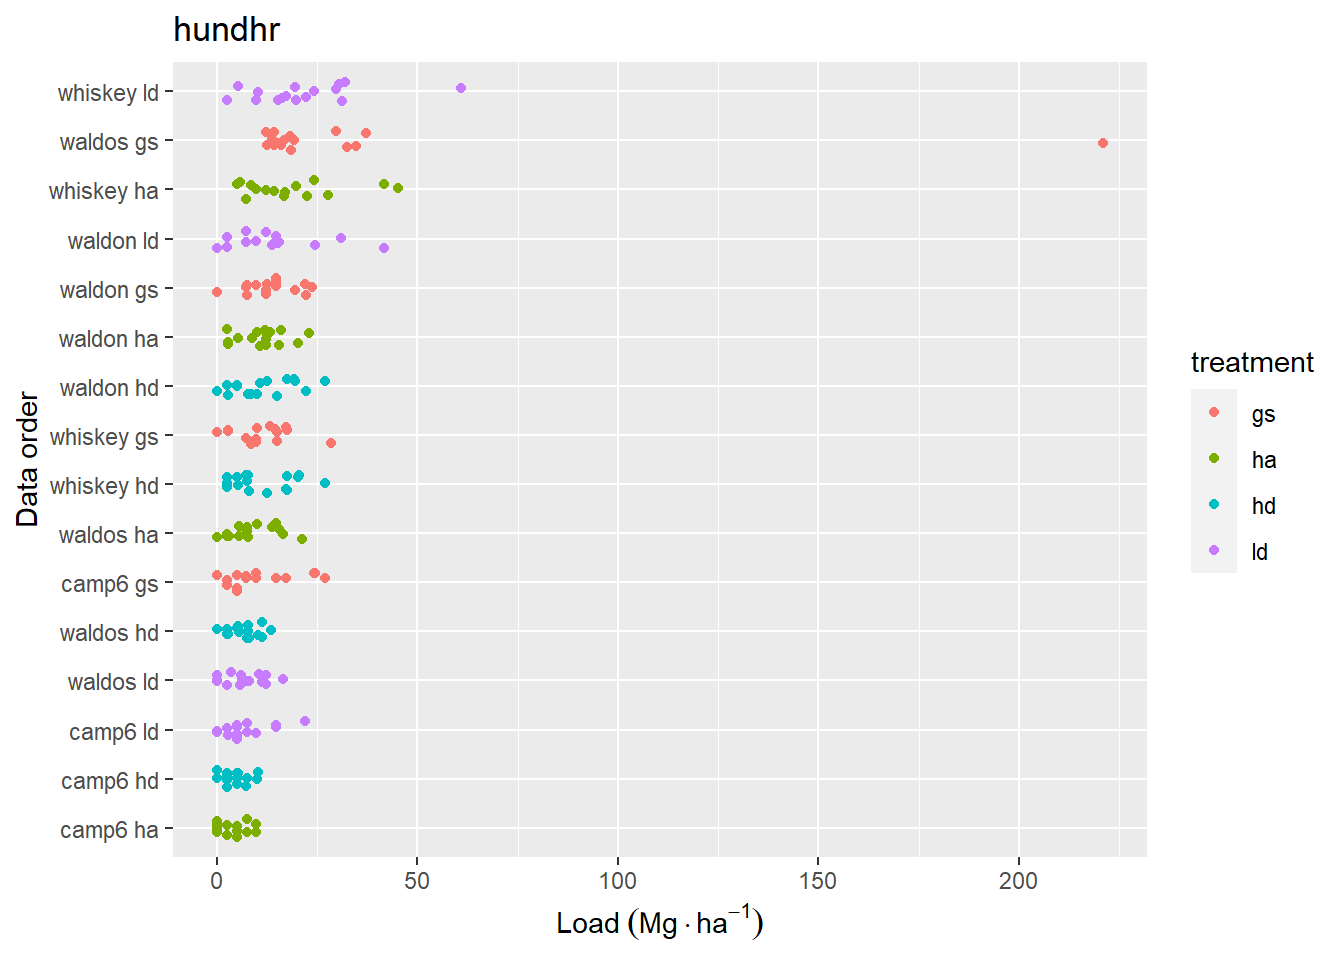 hundhr
whiskey ld
waldos gs
whiskey ha
waldon ld
waldon gs
waldon ha
waldon hd
whiskey gs
whiskey hd
waldos ha
camp6 gs
waldos hd
waldos ld
camp6 ld
camp6 hd
camp6 ha
Data order
0 50 100 150 200
Load (Mg·ha⁻¹)
treatment
gs
ha
hd
ld